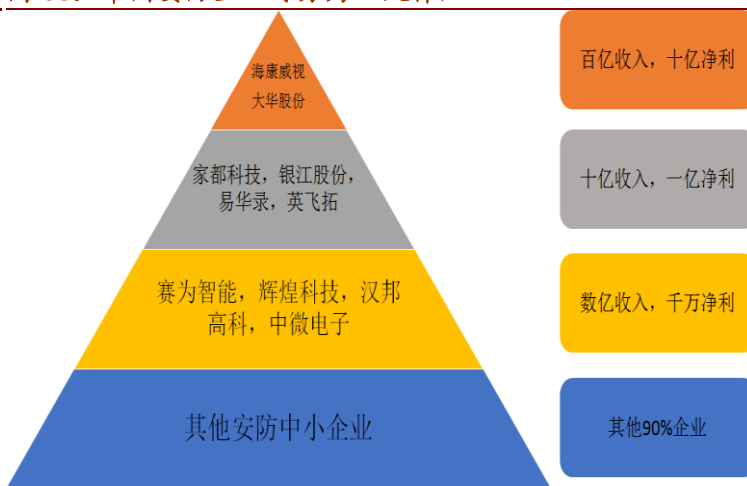 海康威视
大华股份
百亿收入，十亿净利
家都科技，银江股份，
易华录，英飞拓
十亿收入，一亿净利
赛为智能，辉煌科技，汉邦
高科，中微电子
数亿收入，千万净利
其他安防中小企业
其他90%企业